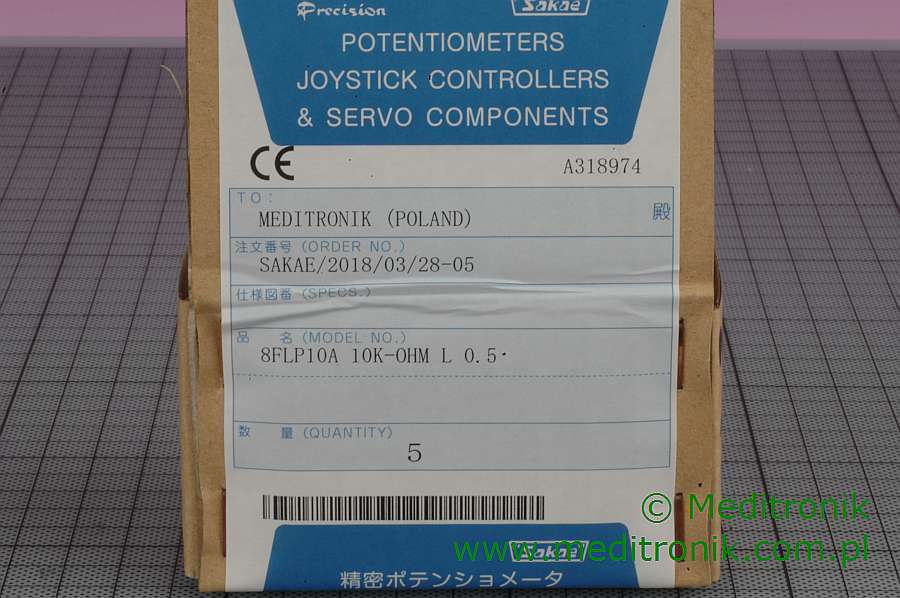 Precision Sakae
POTENTIOMETERS
JOYSTICK CONTROLLERS
& SERVO COMPONENTS
CE A318974
TO:
MEDITRONIK (POLAND) 殿
注文番号 (ORDER NO.)
SAKAE/2018/03/28-05
仕様図番 (SPECS.)
品 名 (MODEL NO.)
8FLP10A 10K-OHM L 0.5
数 量 (QUANTITY)
5
© Meditronik
www.meditronik.com.pl
Sakae
精密ポテンショメータ